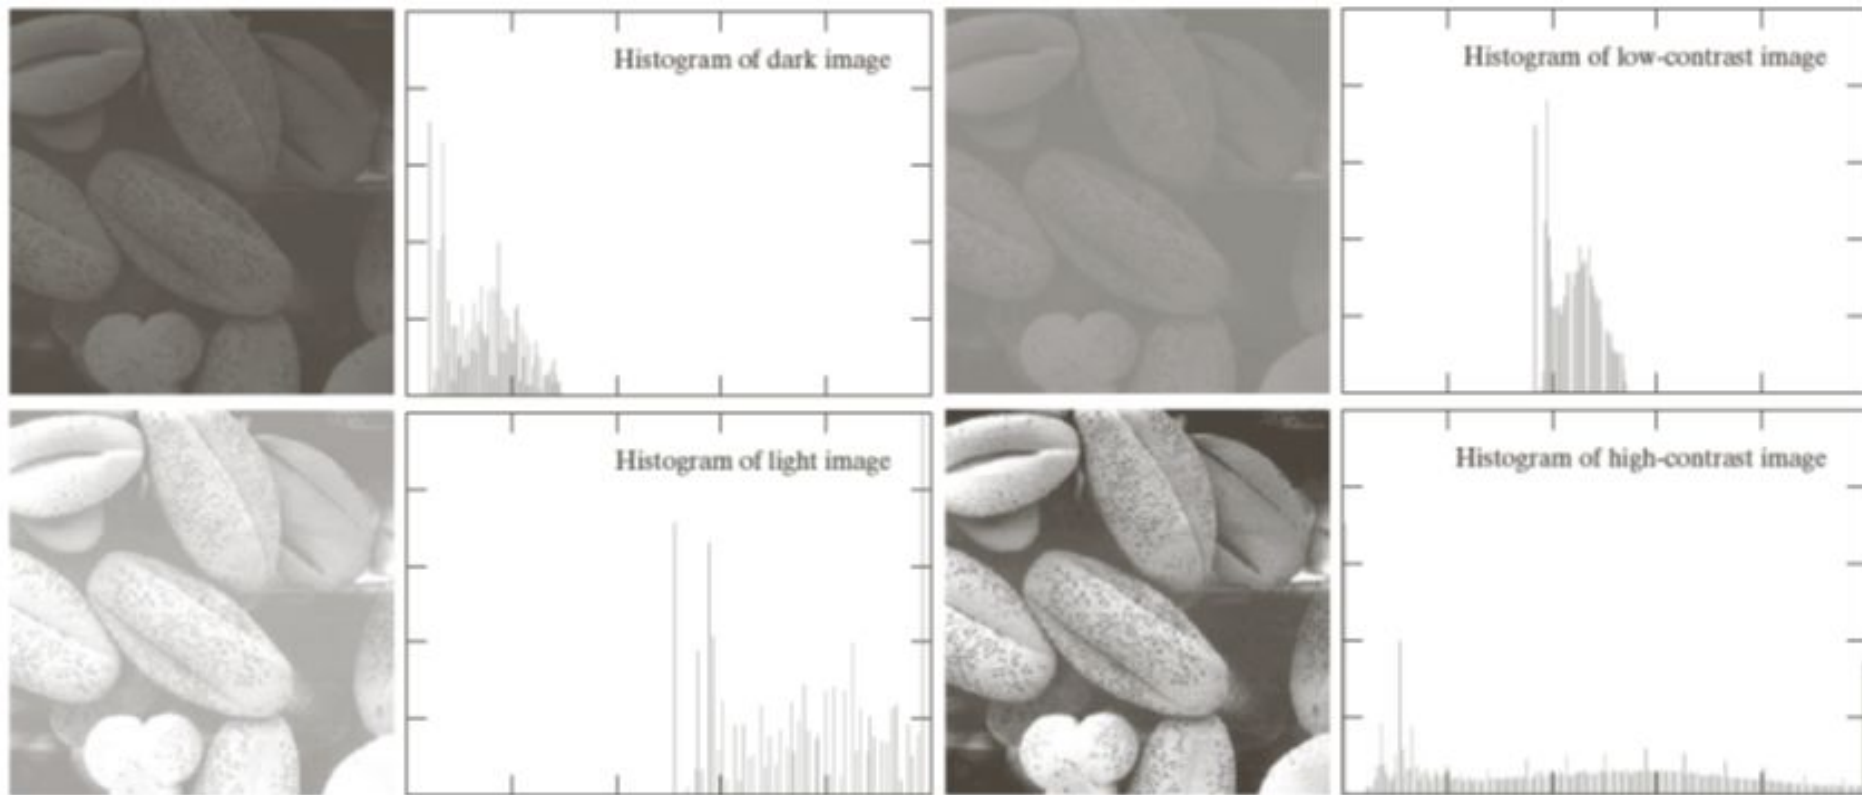 Histogram of dark image
Histogram of low-contrast image
Histogram of light image
Histogram of high-contrast image